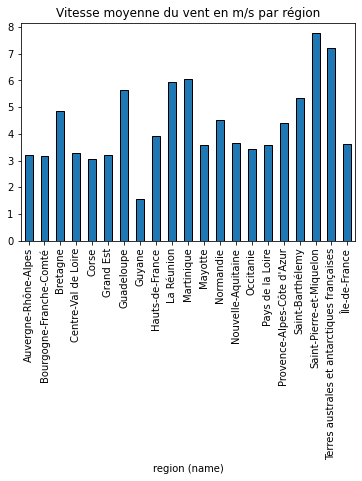 Vitesse moyenne du vent en m/s par région
8
7
6
5
4
3
2
1
0
Auvergne-Rhône-Alpes
Bourgogne-Franche-Comté
Bretagne
Centre-Val de Loire
Corse
Grand Est
Guadeloupe
Guyane
Hauts-de-France
La Réunion
Martinique
Mayotte
Normandie
Nouvelle-Aquitaine
Occitanie
Pays de la Loire
Provence-Alpes-Côte d'Azur
Saint-Barthélemy
Saint-Pierre-et-Miquelon
Terres australes et antarctiques françaises
Île-de-France
region (name)